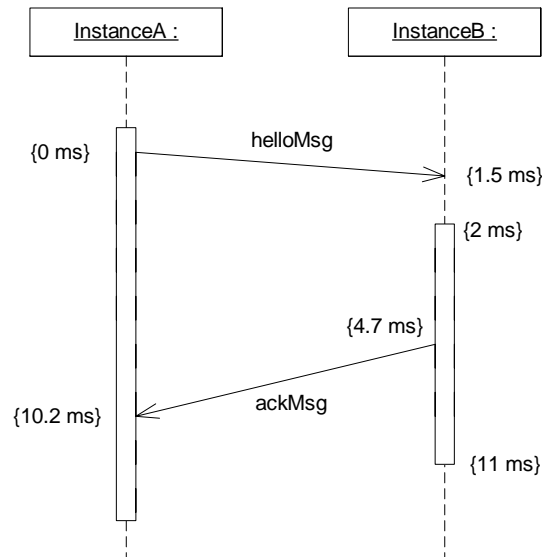 InstanceA :
InstanceB :
helloMsg
{0 ms}
{1.5 ms}
{2 ms}
{4.7 ms}
ackMsg
{10.2 ms}
{11 ms}